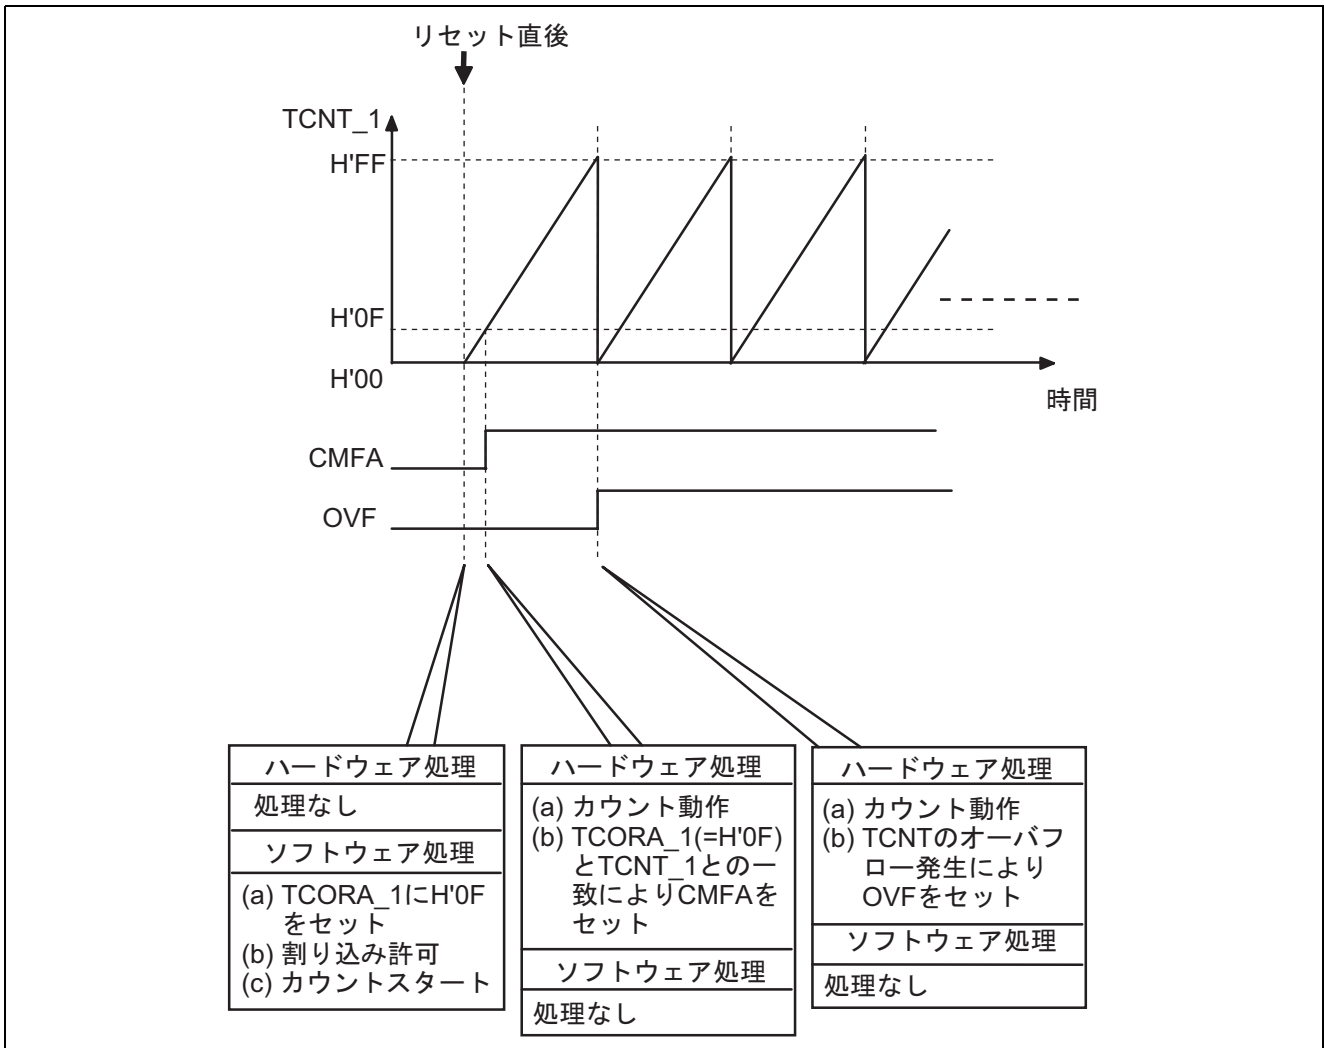 リセット直後
TCNT_1
H'FF
H'0F
H'00
時間
CMFA
OVF
ハードウェア処理
処理なし
ソフトウェア処理
(a) TCORA_1にH'0F
をセット
(b) 割り込み許可
(c) カウントスタート
ハードウェア処理
(a) カウント動作
(b) TCORA_1(=H'0F)
とTCNT_1との一
致によりCMFAを
セット
ソフトウェア処理
処理なし
ハードウェア処理
(a) カウント動作
(b) TCNTのオーバフ
ロー発生により
OVFをセット
ソフトウェア処理
処理なし